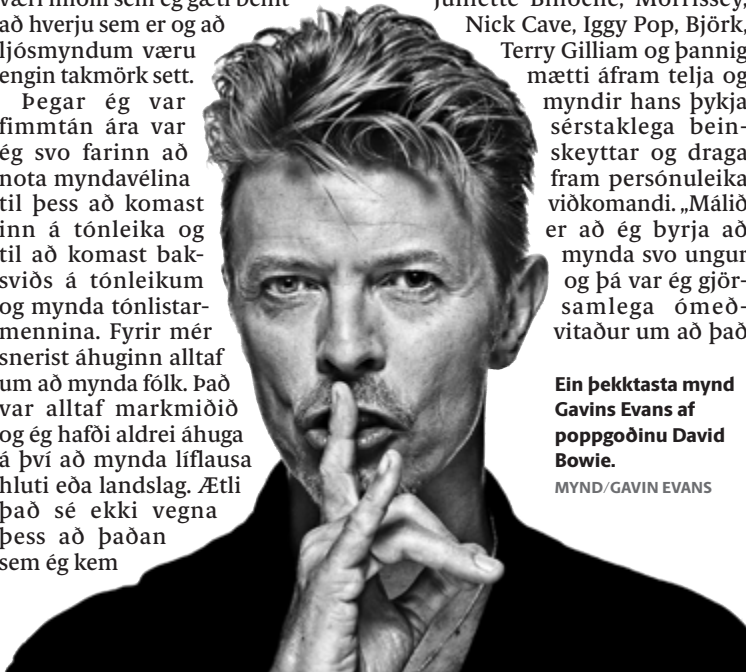 að hverju sem er og að
ljósmyndum væru
engin takmörk sett.
Þegar ég var
fimmtán ára var
ég svo farinn að
nota myndavélina
til þess að komast
inn á tónleika og
til að komast bak-
sviðs á tónleikum
og mynda tónlistar-
mennina. Fyrir mér
snerist áhuginn alltaf
um að mynda fólk. Það
var alltaf markmiðið
og ég hafði aldrei áhuga
á því að mynda líflausa
hluti eða landslag. Ætli
það sé ekki vegna
þess að þaðan
sem ég kem
Nick Cave, Iggy Pop, Björk,
Terry Gilliam og þannig
mætti áfram telja og
myndir hans þykja
sérstaklega bein-
skeyttar og draga
fram persónuleika
viðkomandi. „Málið
er að ég byrja að
mynda svo ungur
og þá var ég gjör-
samlega ómeð-
vitaður um að það
Ein þekktasta mynd
Gavins Evans af
poppgoðinu David
Bowie.
MYND/GAVIN EVANS